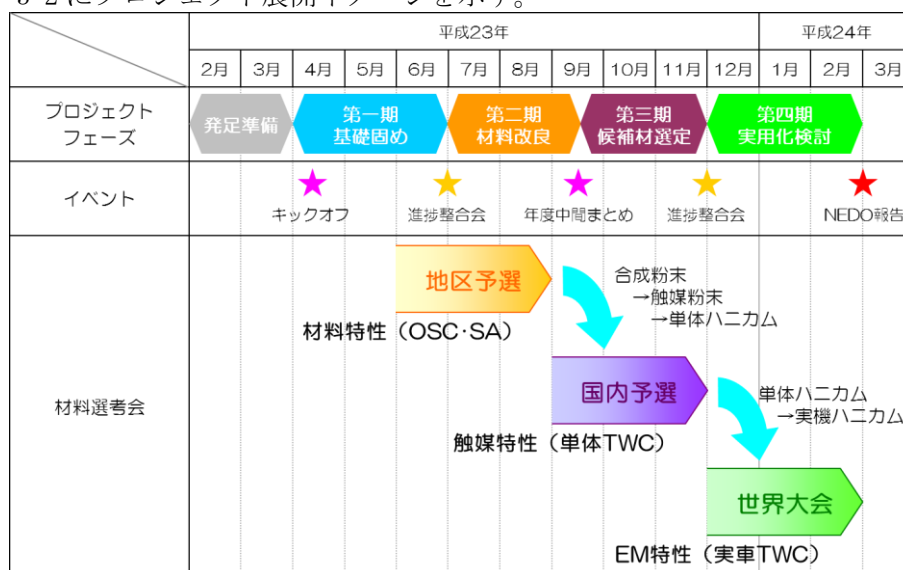 平成23年
平成24年
2月 3月 4月 5月 6月 7月 8月 9月 10月 11月 12月 1月 2月 3月
プロジェクト
フェーズ
発足準備
第一期
基礎固め
第二期
材料改良
第三期
候補材選定
第四期
実用化検討
イベント
キックオフ
進捗整合会
年度中間まとめ
進捗整合会
NEDO報告
材料選考会
地区予選
材料特性（OSC・SA）
合成粉末
→触媒粉末
→単体ハニカム
国内予選
触媒特性（単体TWC）
単体ハニカム
→実機ハニカム
世界大会
EM特性（実車TWC）